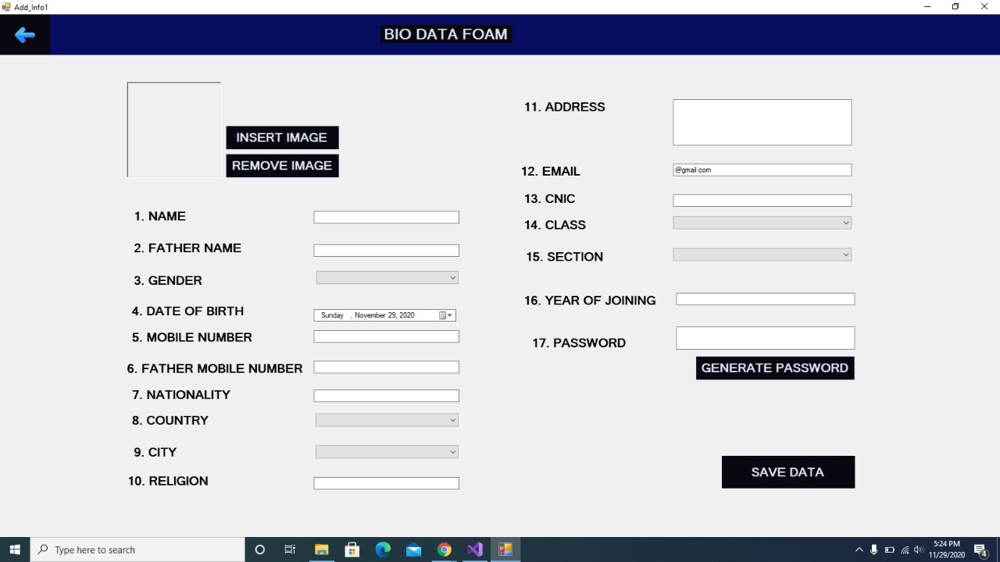 Add_Info1
BIO DATA FOAM
INSERT IMAGE
REMOVE IMAGE
1. NAME
2. FATHER NAME
3. GENDER
4. DATE OF BIRTH
Sunday , November 29, 2020
5. MOBILE NUMBER
6. FATHER MOBILE NUMBER
7. NATIONALITY
8. COUNTRY
9. CITY
10. RELIGION
11. ADDRESS
12. EMAIL
@gmail.com
13. CNIC
14. CLASS
15. SECTION
16. YEAR OF JOINING
17. PASSWORD
GENERATE PASSWORD
SAVE DATA
Type here to search
5:24 PM
11/29/2020
4